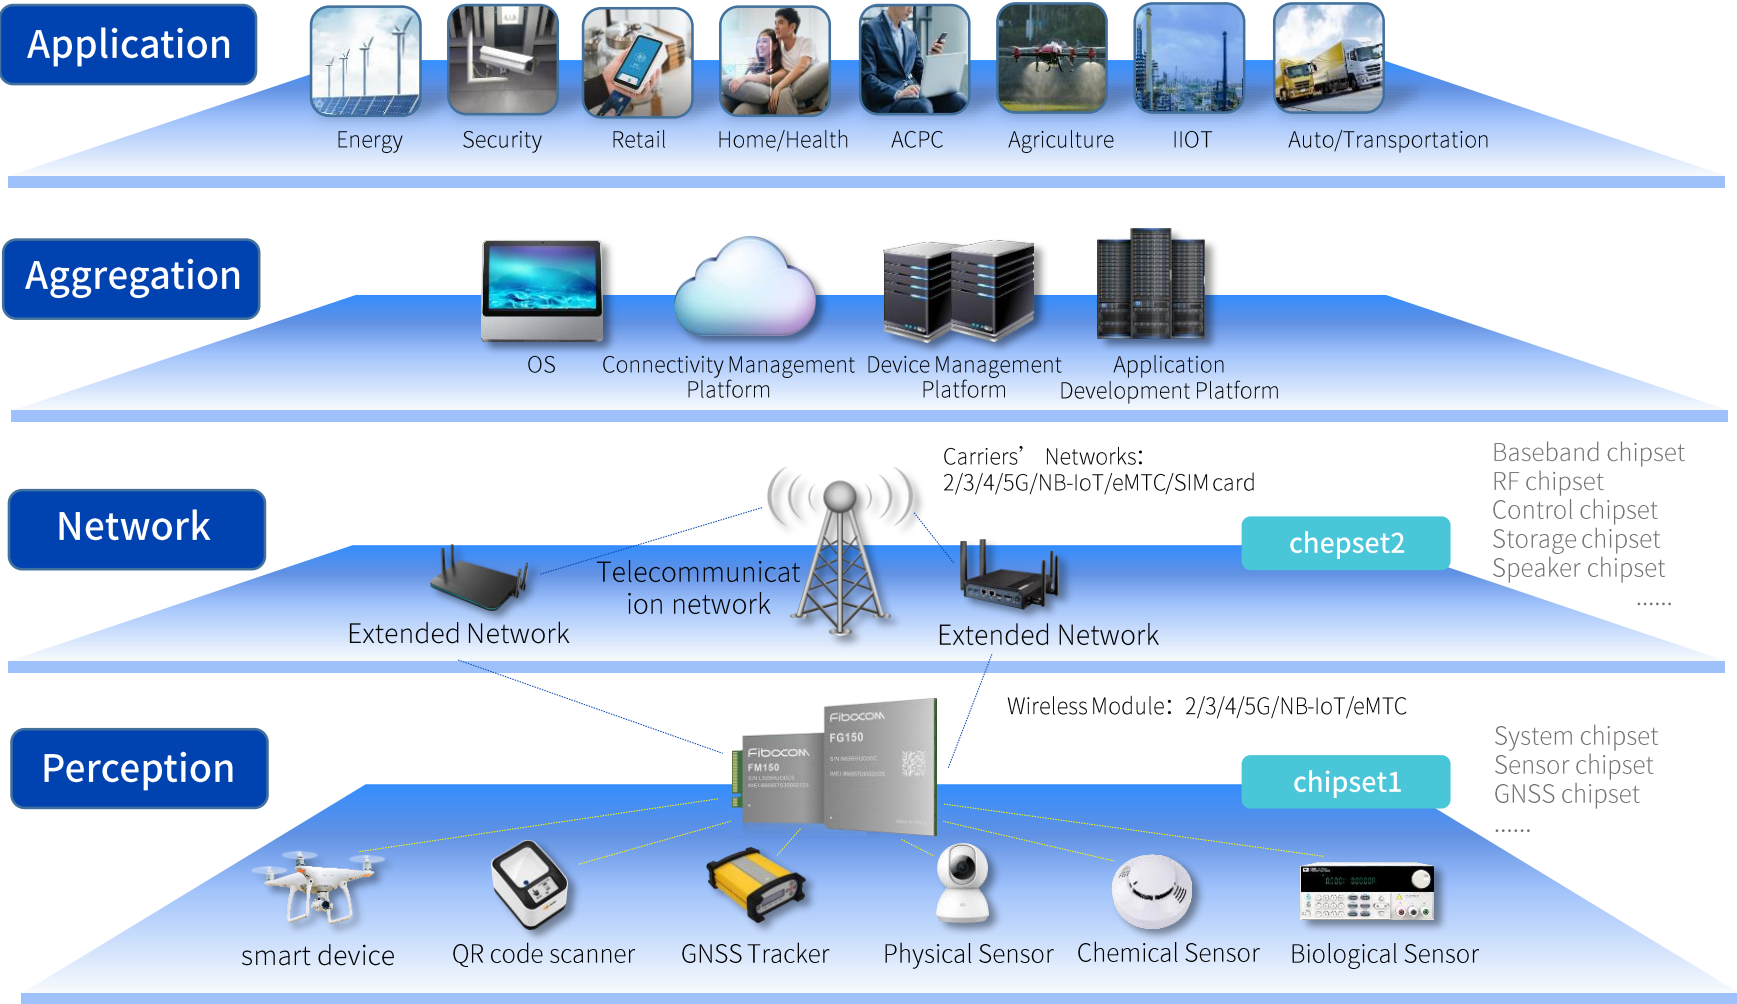 Application
Energy
Security
Retail
Home/Health
ACPC
Agriculture
IIOT
Auto/Transportation
Aggregation
OS
Connectivity Management
Platform
Device Management
Platform
Application
Development Platform
Network
Carriers’ Networks:
2/3/4/5G/NB-IoT/eMTC/SIM card
Telecommunicat
ion network
Extended Network
Extended Network
chepset2
Baseband chipset
RF chipset
Control chipset
Storage chipset
Speaker chipset
......
Perception
Wireless Module: 2/3/4/5G/NB-IoT/eMTC
Fibocom
FM150
Fibocom
FG150
chipset1
System chipset
Sensor chipset
GNSS chipset
......
smart device
QR code scanner
GNSS Tracker
Physical Sensor
Chemical Sensor
Biological Sensor